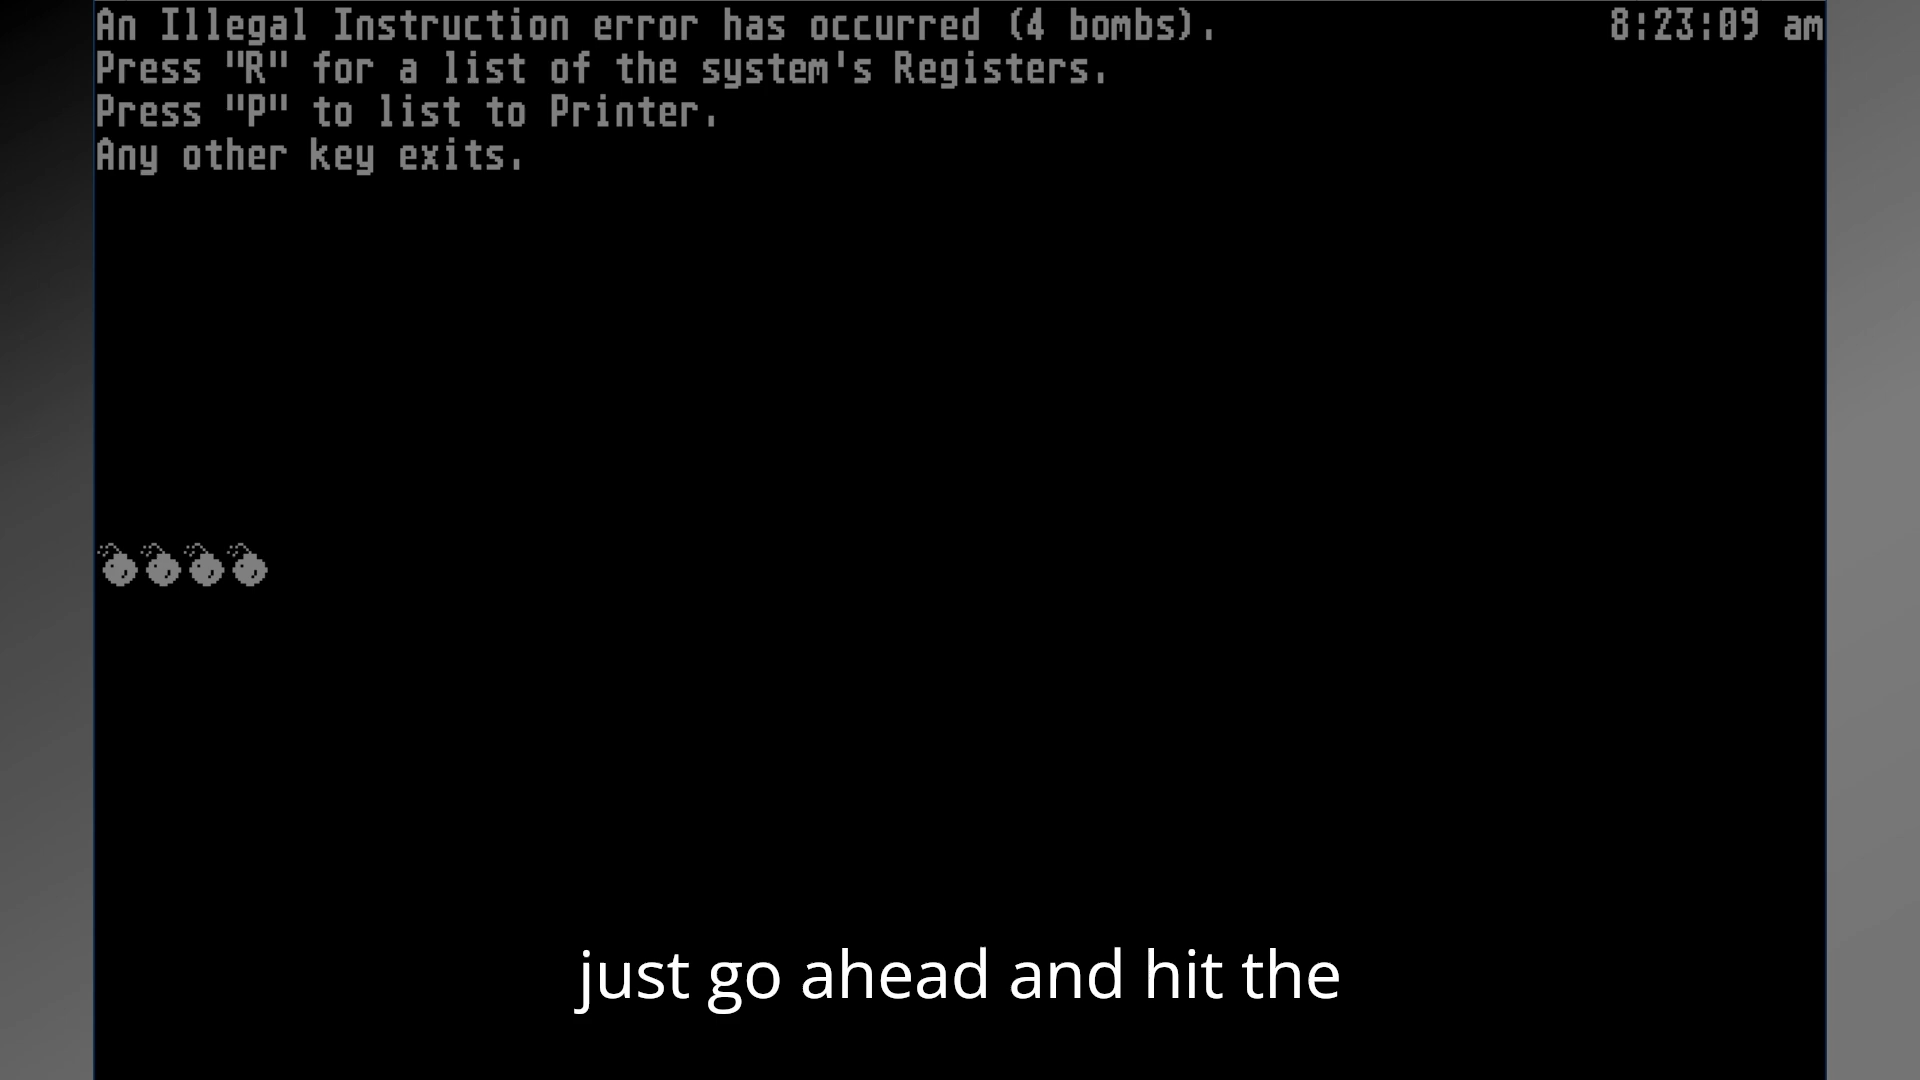 An Illegal Instruction error has occurred (4 bombs). 8:23:09 am
Press "R" for a list of the system's Registers.
Press "P" to list to Printer.
Any other key exits.
just go ahead and hit the